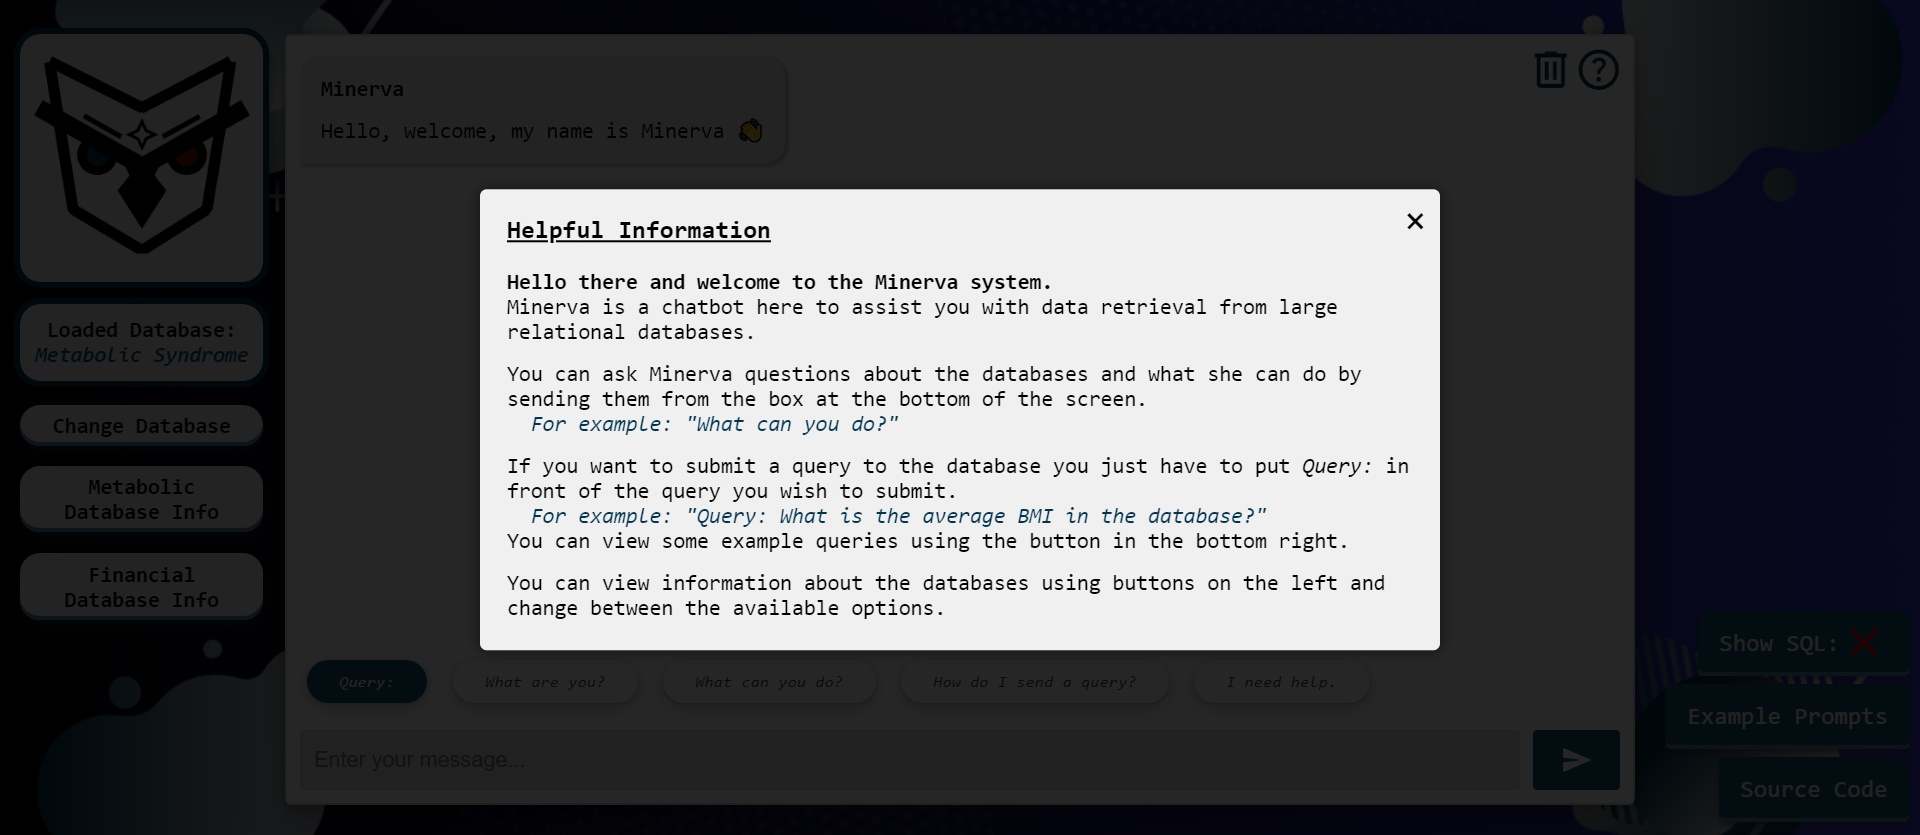 Minerva
Hello, welcome, my name is Minerva 👋
Loaded Database:
Metabolic Syndrome
Change Database
Metabolic
Database Info
Financial
Database Info
Helpful Information
×
Hello there and welcome to the Minerva system.
Minerva is a chatbot here to assist you with data retrieval from large
relational databases.
You can ask Minerva questions about the databases and what she can do by
sending them from the box at the bottom of the screen.
For example: "What can you do?"
If you want to submit a query to the database you just have to put Query: in
front of the query you wish to submit.
For example: "Query: What is the average BMI in the database?"
You can view some example queries using the button in the bottom right.
You can view information about the databases using buttons on the left and
change between the available options.
Query:
What are you?
What can you do?
How do I send a query?
I need help.
Enter your message...
Show SQL: ❌
Example Prompts
Source Code